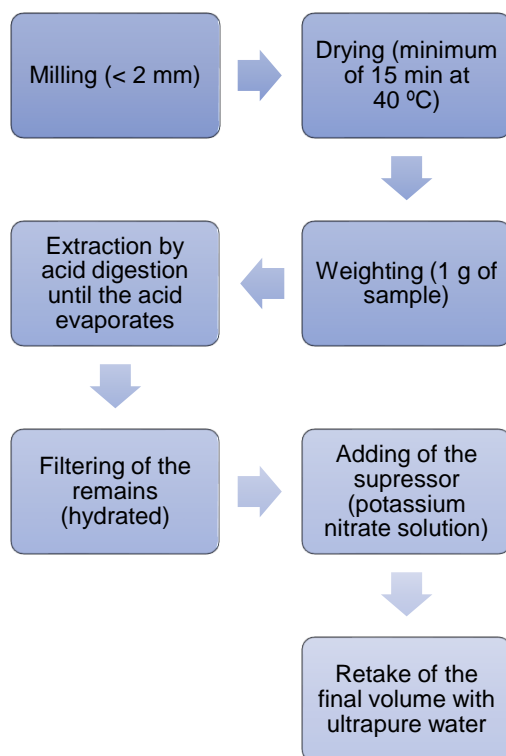 Milling (< 2 mm)
Drying (minimum
of 15 min at
40 ºC)
Weighting (1 g of
sample)
Extraction by
acid digestion
until the acid
evaporates
Filtering of the
remains
(hydrated)
Adding of the
supressor
(potassium
nitrate solution)
Retake of the
final volume with
ultrapure water